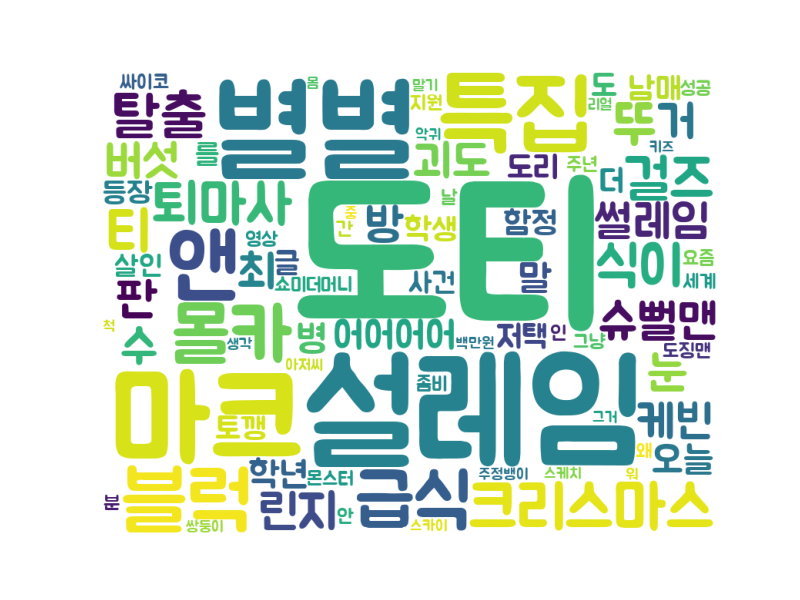 싸이코 몸 말기 특집 도 남매 성공
탈출 별별 지원 리얼
를 악귀 뚜 거
버섯 괴도 도리 주년 키즈
등장 퇴마사 도티 날 더 걸즈
티 영상 중 간 방 학생 함정 썰레임
살인 앤 최 글 사건 말 식이 요즘
판 쇼미더머니 세계
척 수 몰카 병 어어어어 백만원 저택 인 그냥 슈뻘맨
생각 도징맨
마크 아저씨 설레임 좀비 눈
토깽 그거 케빈
블럭 학년 몬스터 급식 주정뱅이 스케치 워 왜 오늘
분 린지 안 크리스마스
쌍둥이 스카이